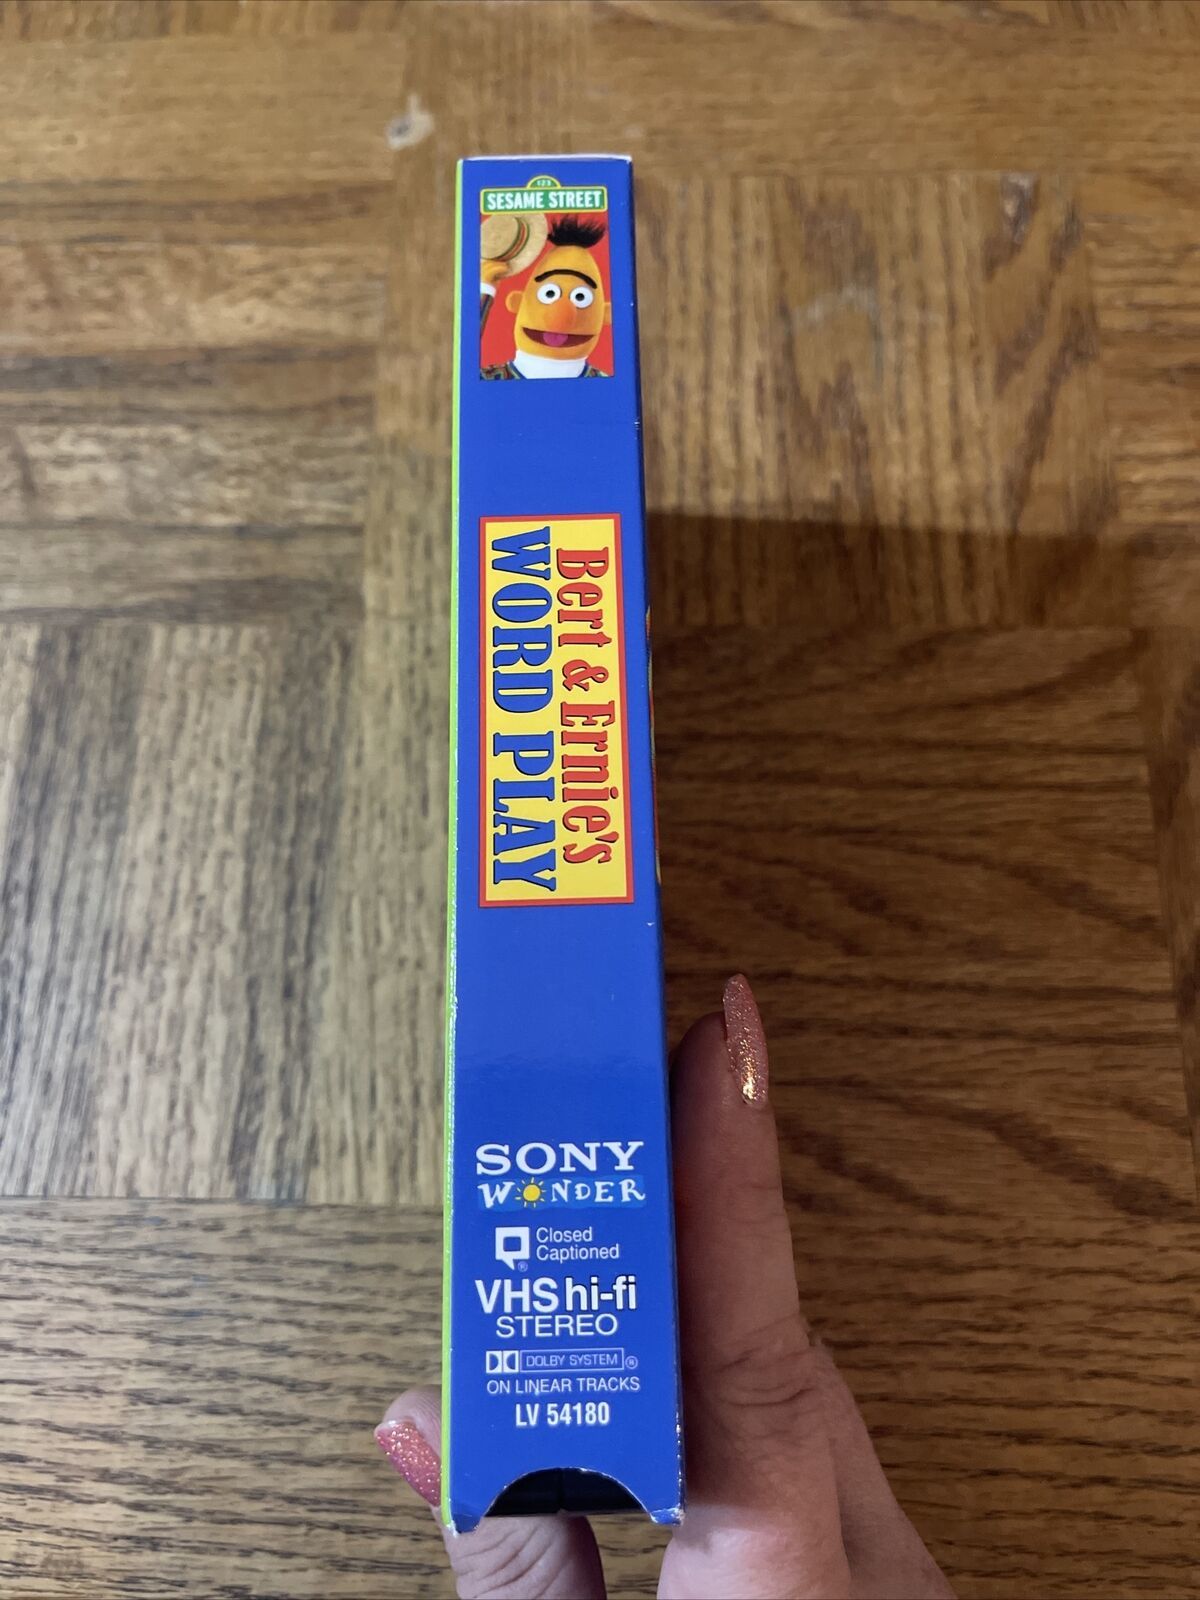 123
SESAME STREET
Bert & Ernie's
WORD PLAY
SONY
WONDER
Closed
Captioned
®
VHS hi-fi
STEREO
DOLBY SYSTEM ®
ON LINEAR TRACKS
LV 54180